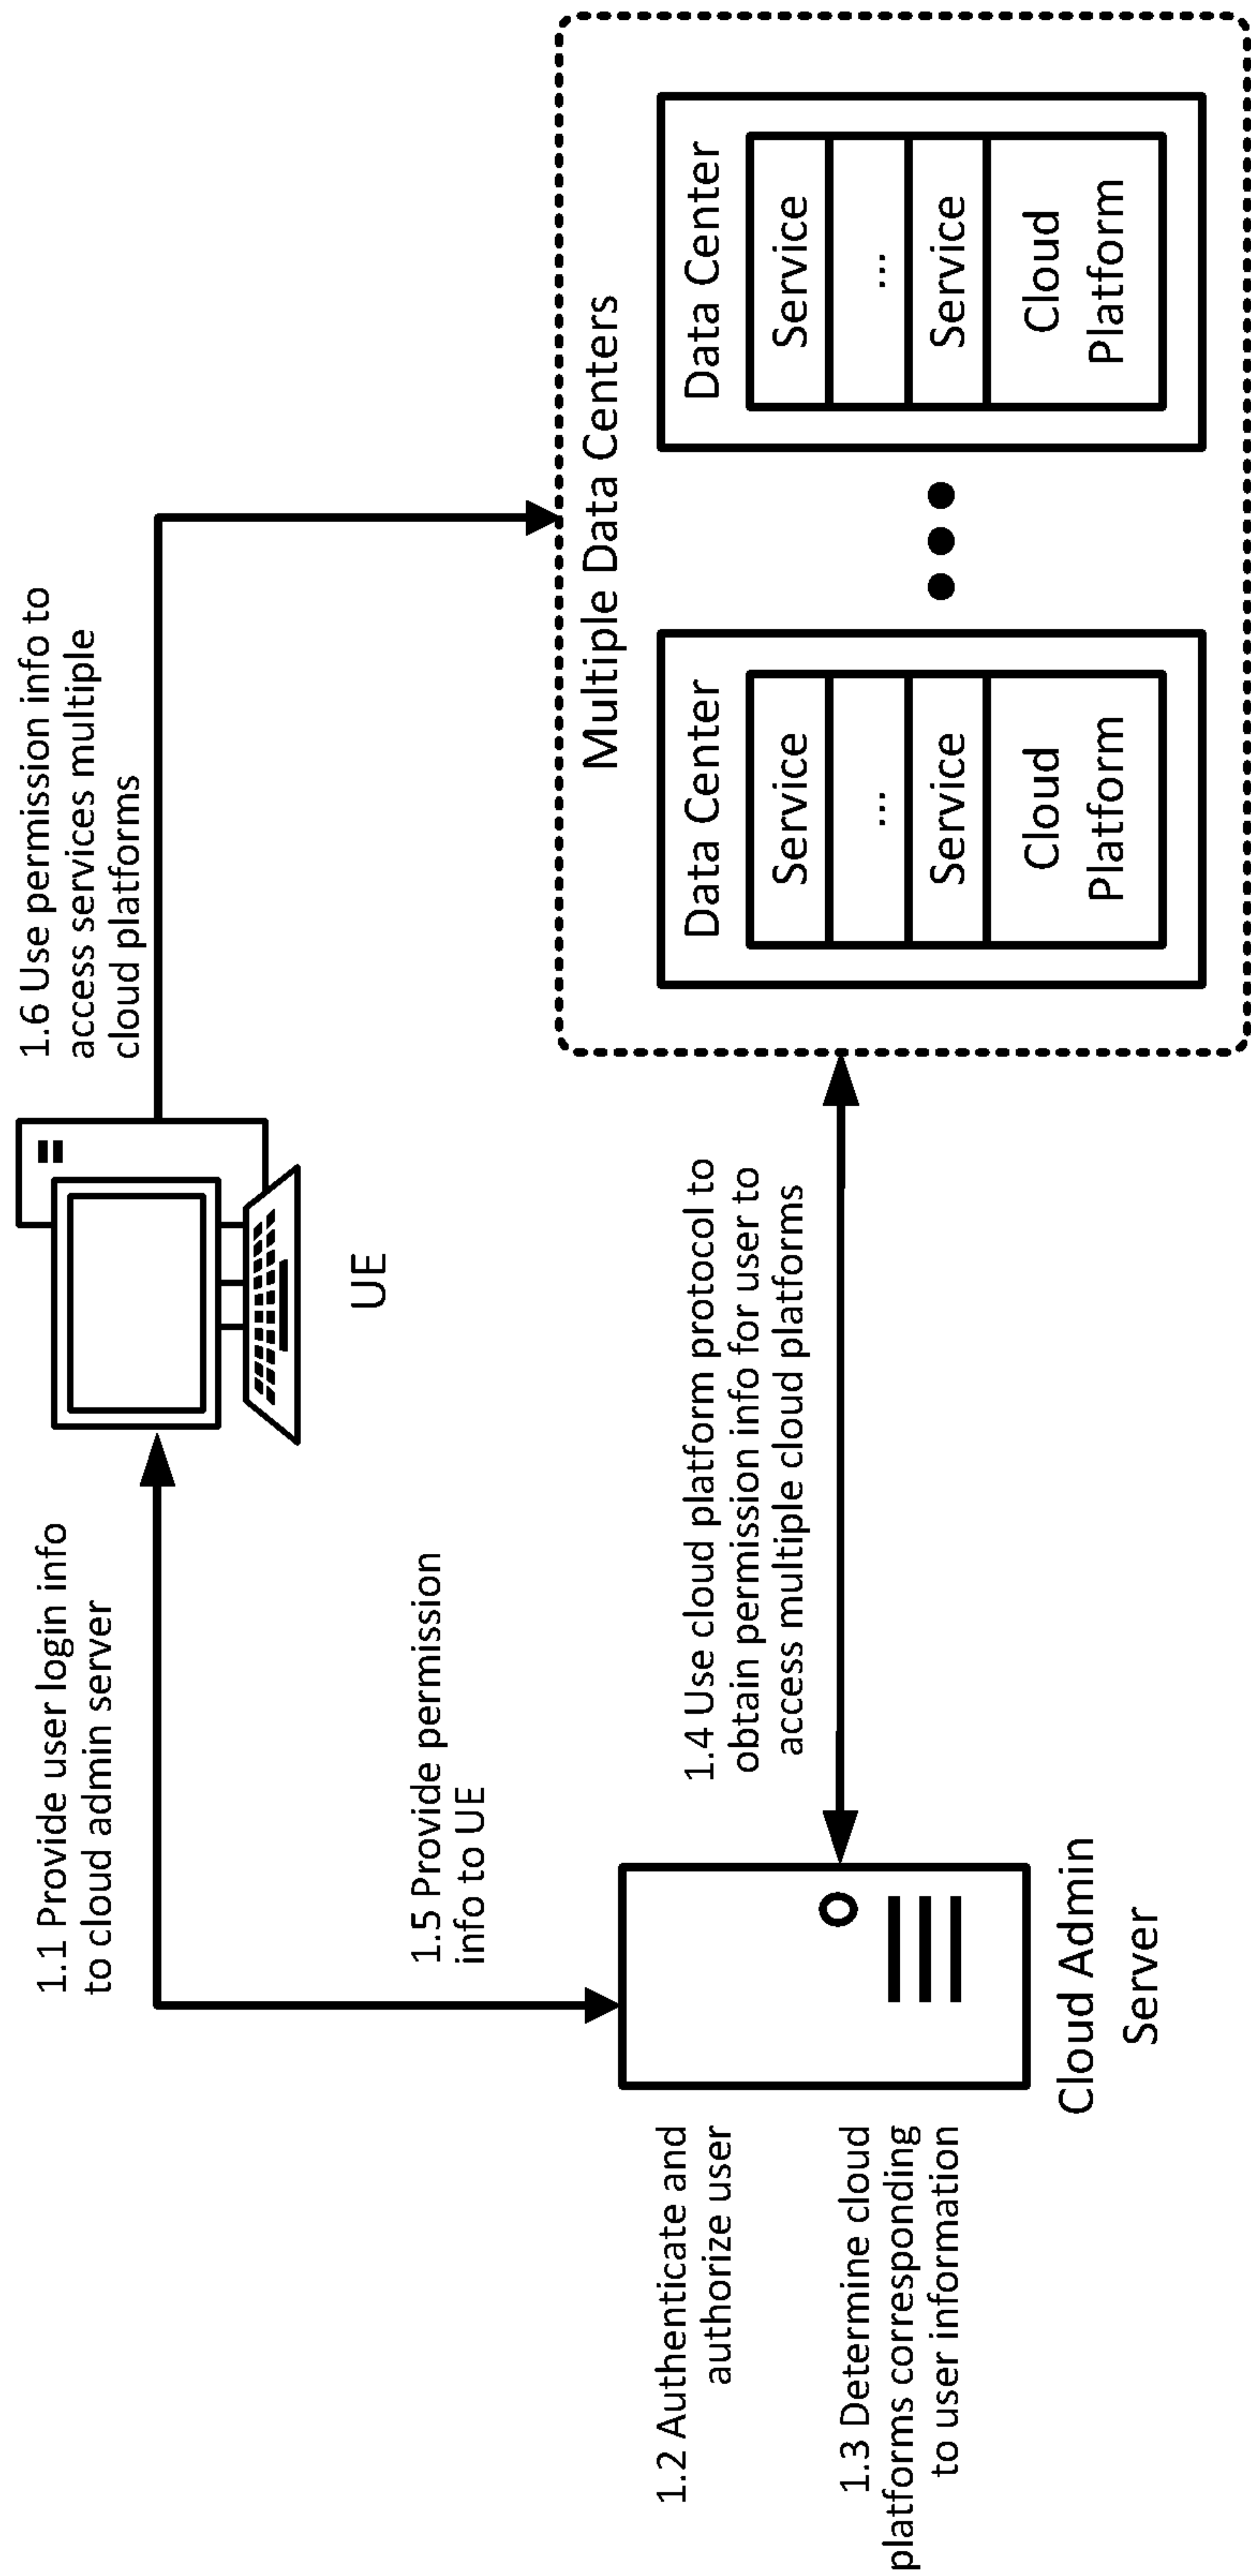 1.1 Provide user login info
to cloud admin server
1.6 Use permission info to
access services multiple
cloud platforms
UE
1.5 Provide permission
info to UE
1.2 Authenticate and
authorize user
1.3 Determine cloud
platforms corresponding
to user information
Cloud Admin
Server
1.4 Use cloud platform protocol to
obtain permission info for user to
access multiple cloud platforms
Multiple Data Centers
Data Center
Service
...
Service
Cloud
Platform
Data Center
Service
...
Service
Cloud
Platform